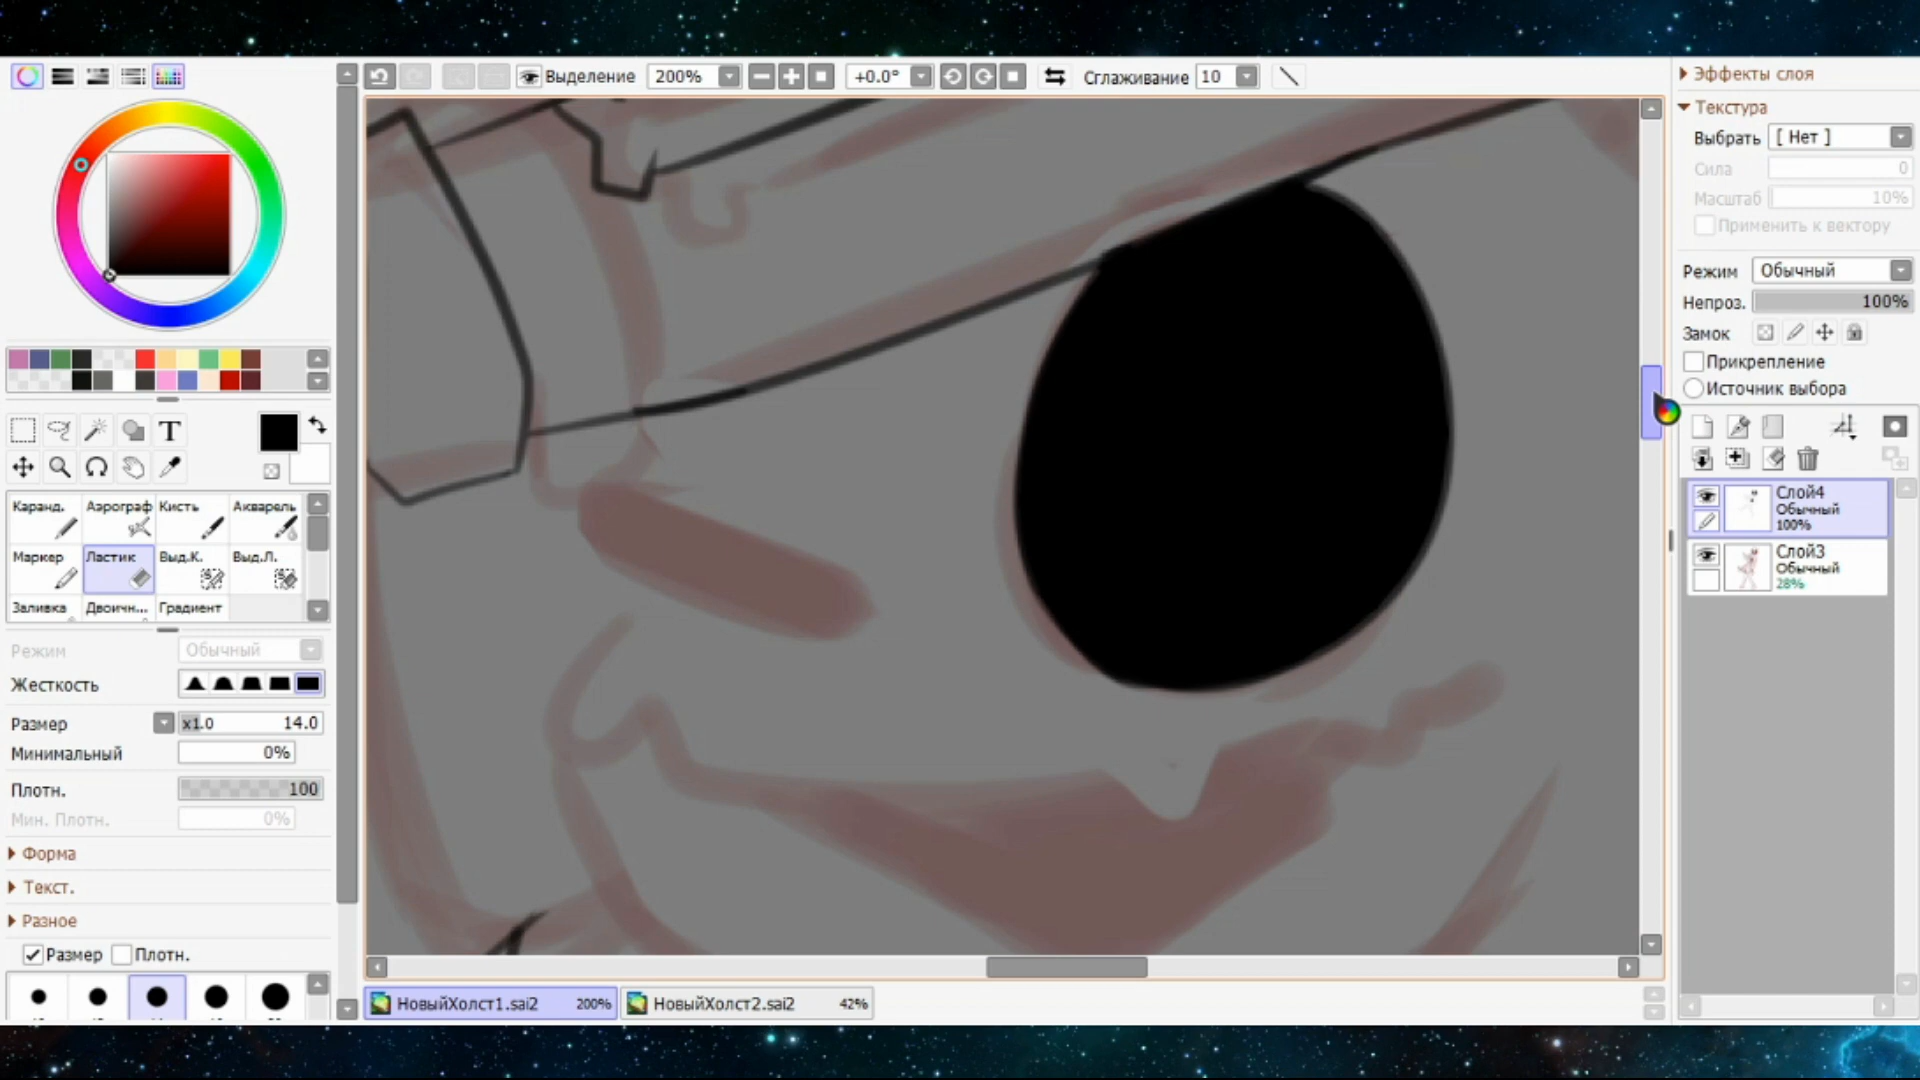 Выделение 200% +0.0° Сглаживание 10
Эффекты слоя
Текстура
Выбрать [ Нет ]
Сила 0
Масштаб 10%
Применить к вектору
Режим Обычный
Непроз. 100%
Замок
Прикрепление
Источник выбора
Слой4
Обычный
100%
Слой3
Обычный
28%
T
Каранд. Аэрограф Кисть Акварель
Маркер Ластик Выд.К. Выд.Л.
Заливка Двоичн... Градиент
Режим Обычный
Жесткость
Размер x1.0 14.0
Минимальный 0%
Плотн. 100
Мин. Плотн. 0%
Форма
Текст.
Разное
Размер Плотн.
НовыйХолст1.sai2 200% НовыйХолст2.sai2 42%